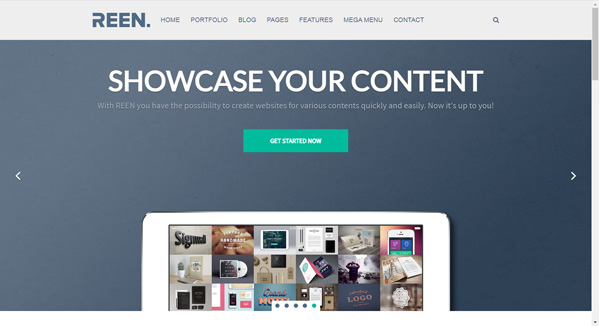 REEN. HOME PORTFOLIO BLOG PAGES FEATURES MEGA MENU CONTACT
SHOWCASE YOUR CONTENT
With REEN you have the possibility to create websites for various contents quickly and easily. Now it's up to you!
GET STARTED NOW
Sigmal
HANDMADE
LOGO